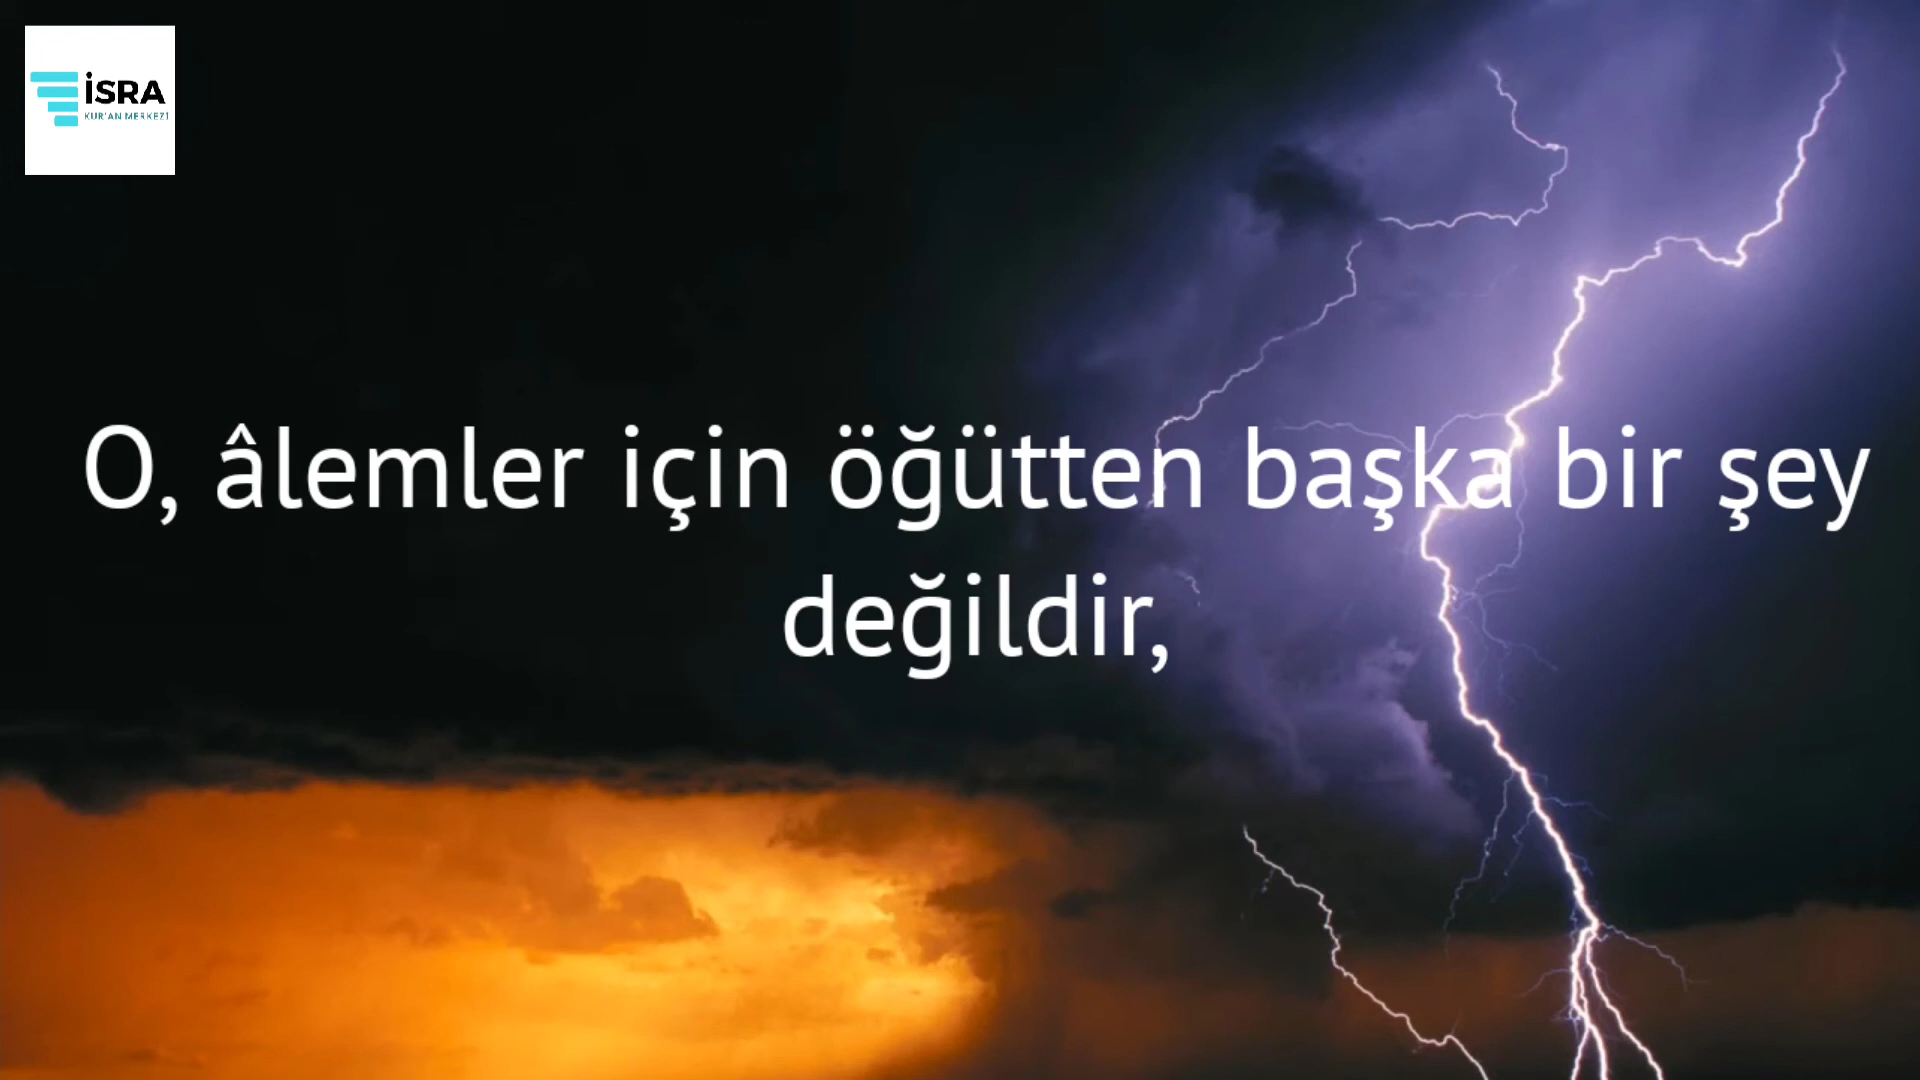 İSRA
KUR'AN MERKEZİ
O, âlemler için öğütten başka bir şey
değildir,